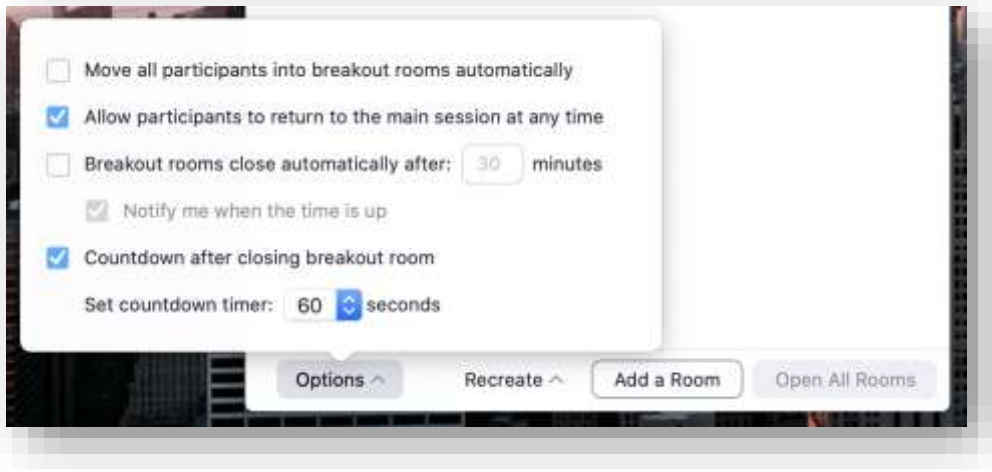 Move all participants into breakout rooms automatically
Allow participants to return to the main session at any time
Breakout rooms close automatically after: 30 minutes
Notify me when the time is up
Countdown after closing breakout room
Set countdown timer: 60 seconds
Options Recreate Add a Room Open All Rooms